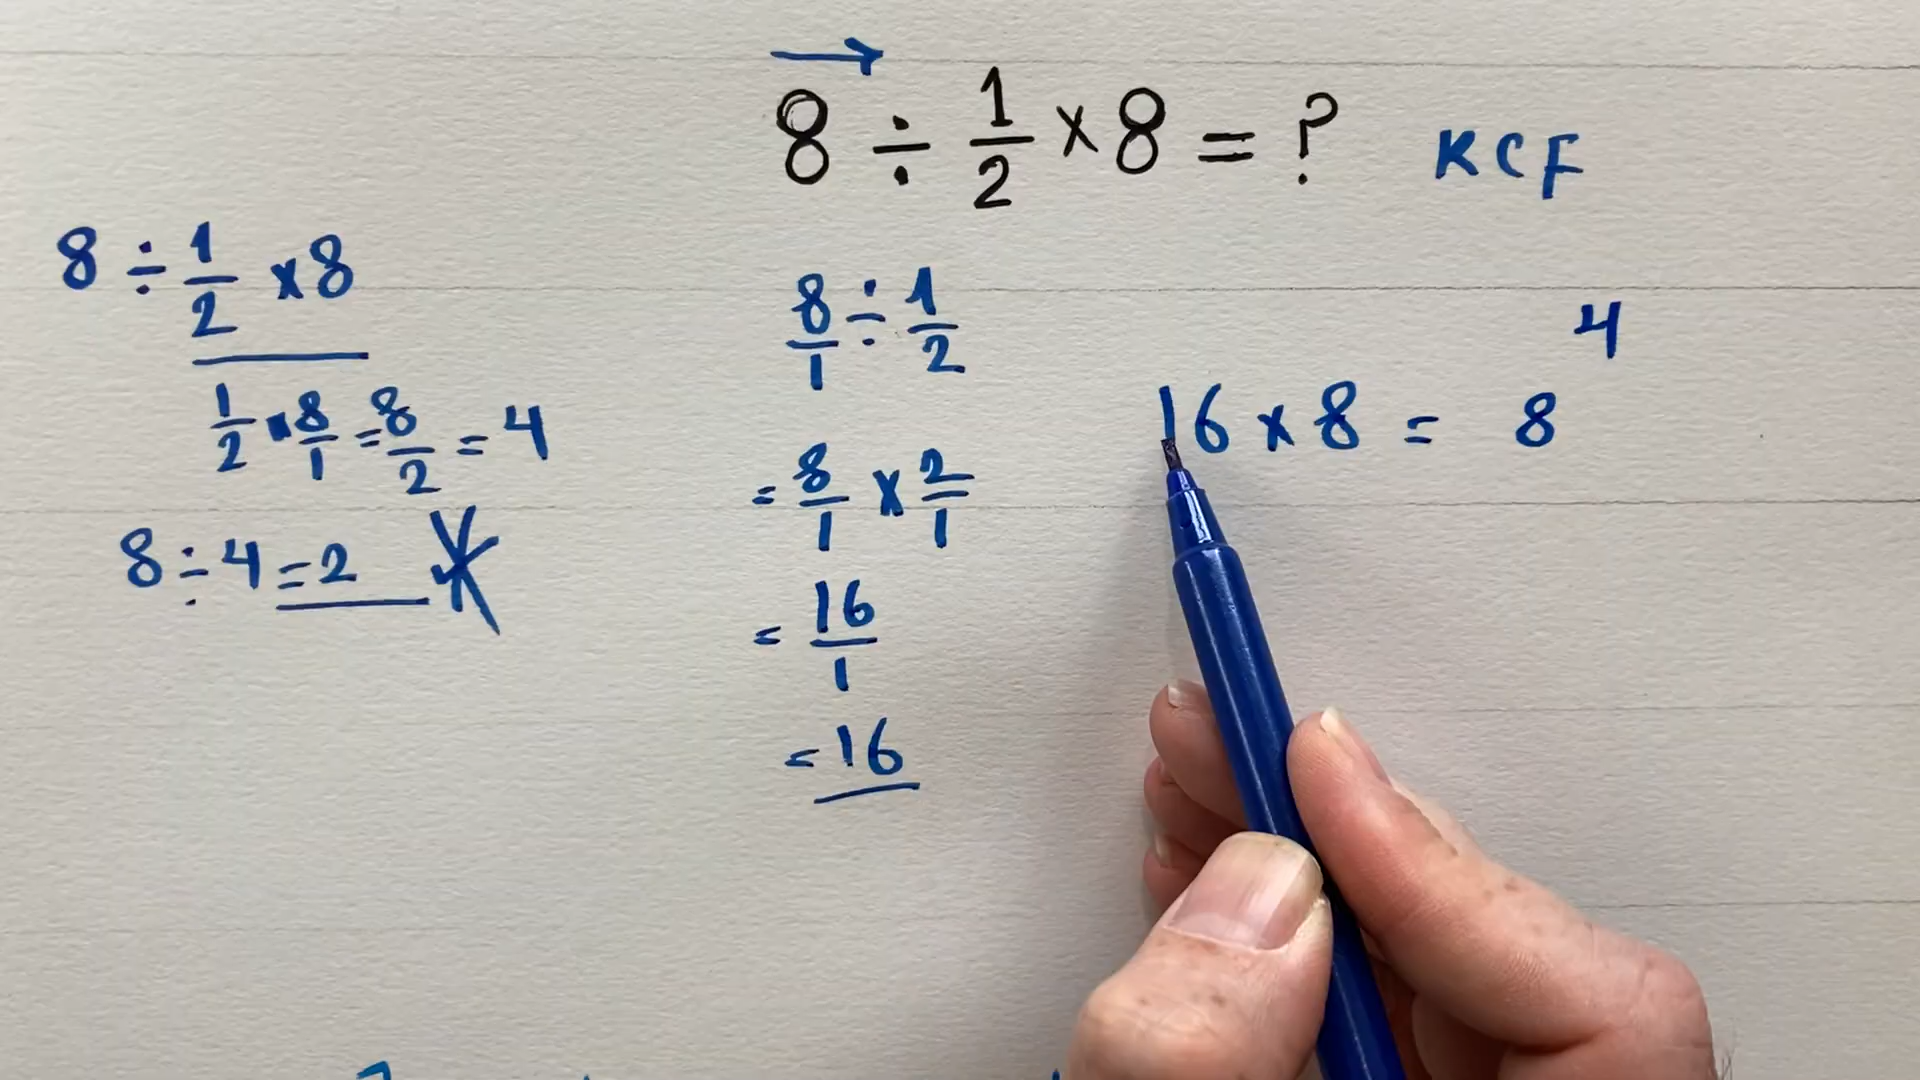 8 ÷ 1/2 × 8 = ?
KCF
8 ÷ 1/2 × 8
1/2 × 8/1 = 8/2 = 4
8 ÷ 4 = 2
8/1 ÷ 1/2
= 8/1 × 2/1
= 16/1
= 16
4
16 × 8 = 8